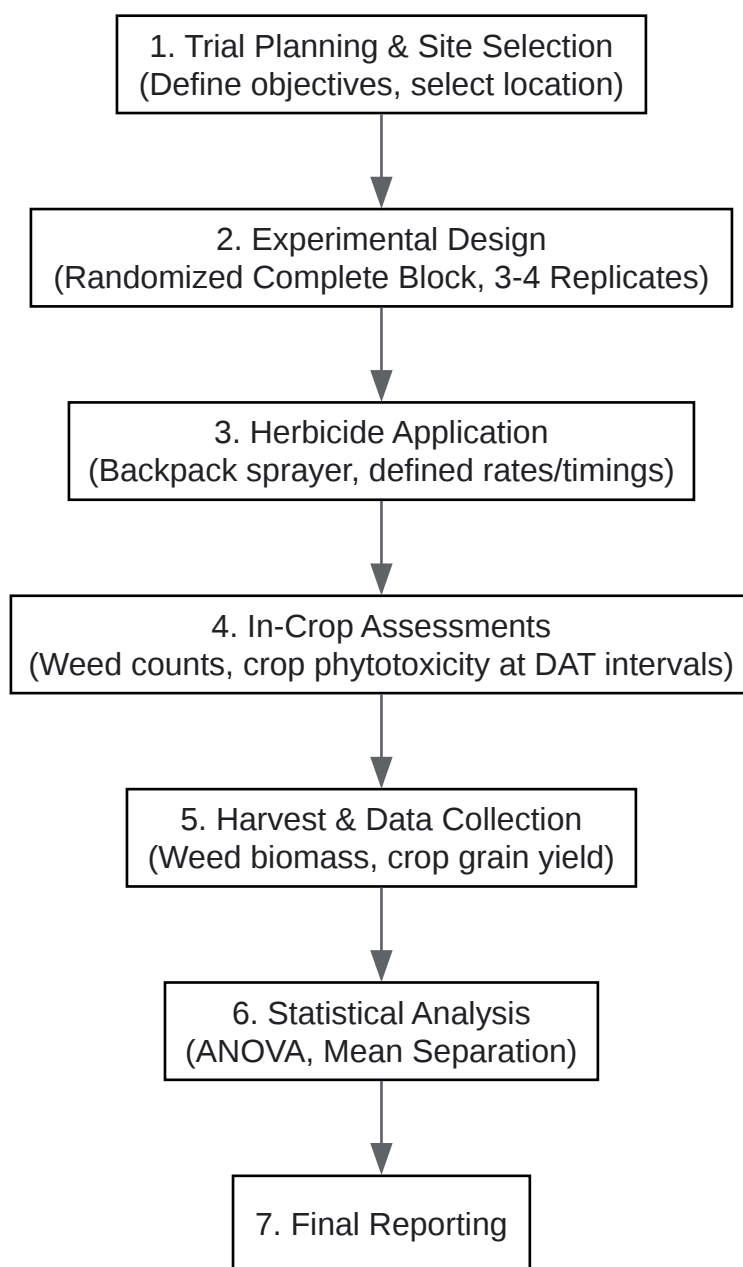 1. Trial Planning & Site Selection
(Define objectives, select location)
2. Experimental Design
(Randomized Complete Block, 3-4 Replicates)
3. Herbicide Application
(Backpack sprayer, defined rates/timings)
4. In-Crop Assessments
(Weed counts, crop phytotoxicity at DAT intervals)
5. Harvest & Data Collection
(Weed biomass, crop grain yield)
6. Statistical Analysis
(ANOVA, Mean Separation)
7. Final Reporting